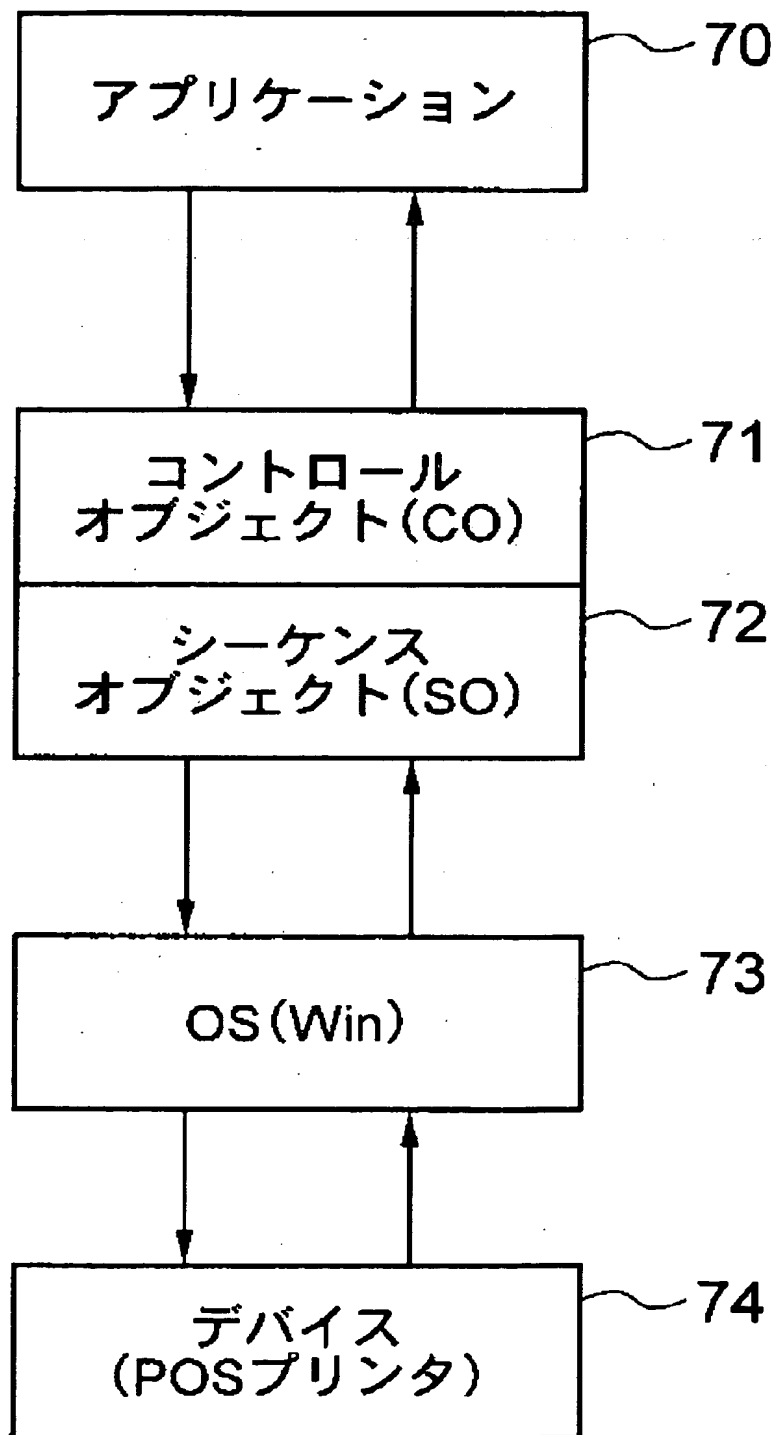 アプリケーション
70
コントロール
オブジェクト(CO)
71
シーケンス
オブジェクト(SO)
72
OS(Win)
73
デバイス
(POSプリンタ)
74